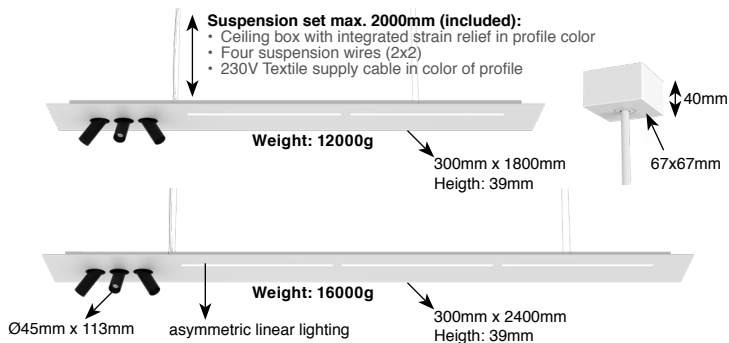 Suspension set max. 2000mm (included):
• Ceiling box with integrated strain relief in profile color
• Four suspension wires (2x2)
• 230V Textile supply cable in color of profile
40mm
Weight: 12000g
300mm x 1800mm
Heigth: 39mm
67x67mm
Weight: 16000g
Ø45mm x 113mm
asymmetric linear lighting
300mm x 2400mm
Heigth: 39mm